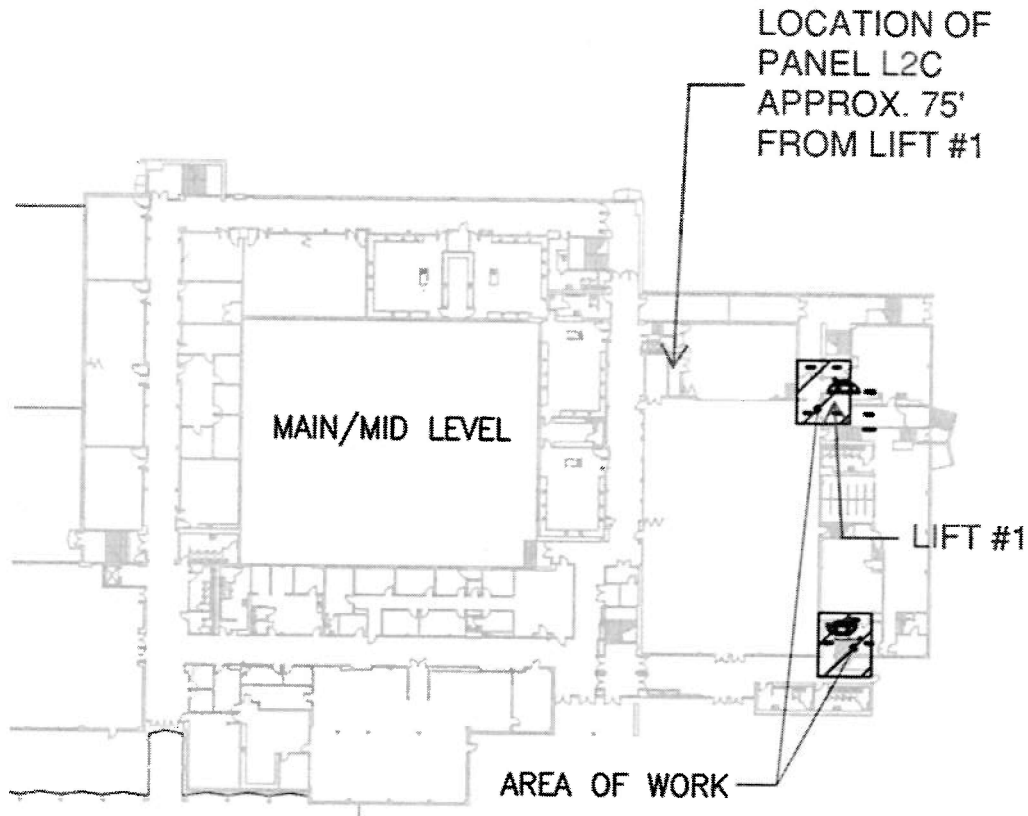 LOCATION OF
PANEL L2C
APPROX. 75'
FROM LIFT #1
MAIN/MID LEVEL
LIFT #1
AREA OF WORK